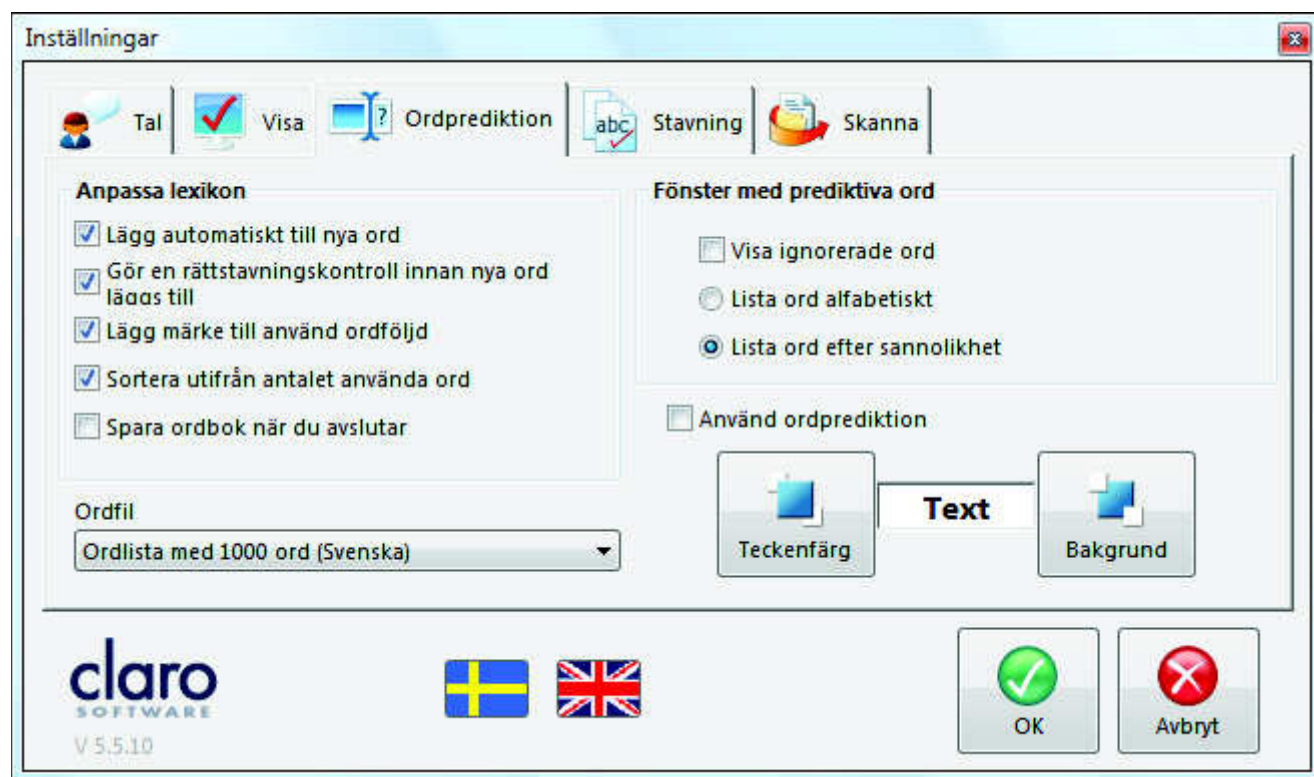 Inställningar
Tal
Visa
?
Ordprediktion
abc
Stavning
Skanna
Anpassa lexikon
Lägg automatiskt till nya ord
Gör en rättstavningskontroll innan nya ord
läggs till
Lägg märke till använd ordföljd
Sortera utifrån antalet använda ord
Spara ordbok när du avslutar
Ordfil
Ordlista med 1000 ord (Svenska)
Fönster med prediktiva ord
Visa ignorerade ord
Lista ord alfabetiskt
Lista ord efter sannolikhet
Använd ordprediktion
Teckenfärg
Text
Bakgrund
claro
SOFTWARE
V 5.5.10
OK
Avbryt